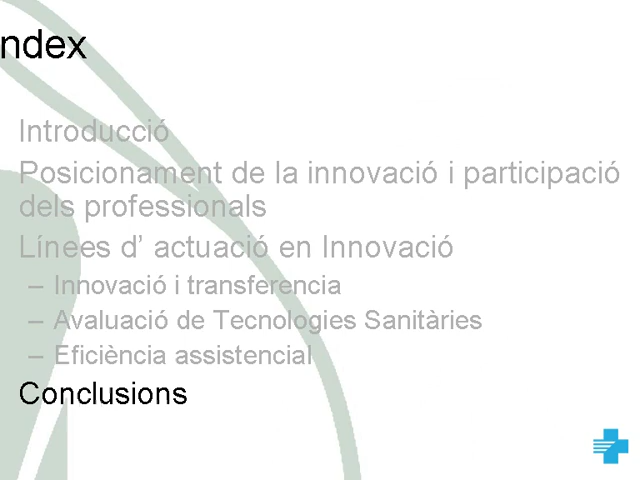 ndex
Introducció
Posicionament de la innovació i participació
dels professionals
Línees d’ actuació en Innovació
– Innovació i transferencia
– Avaluació de Tecnologies Sanitàries
– Eficiència assistencial
Conclusions